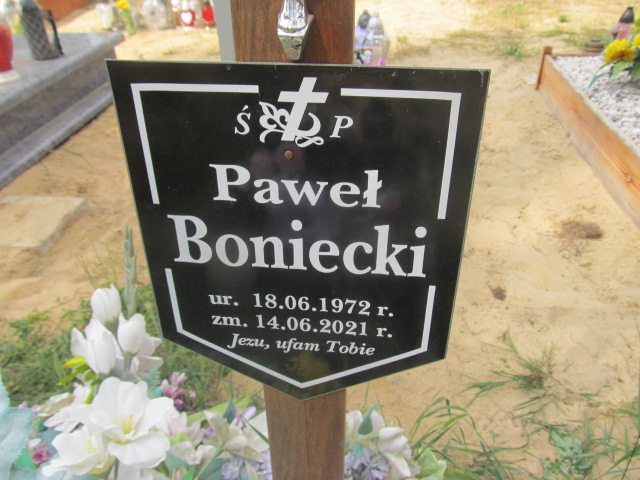 Ś P
Paweł
Boniecki
ur. 18.06.1972 r.
zm. 14.06.2021 r.
Jezu, ufam Tobie